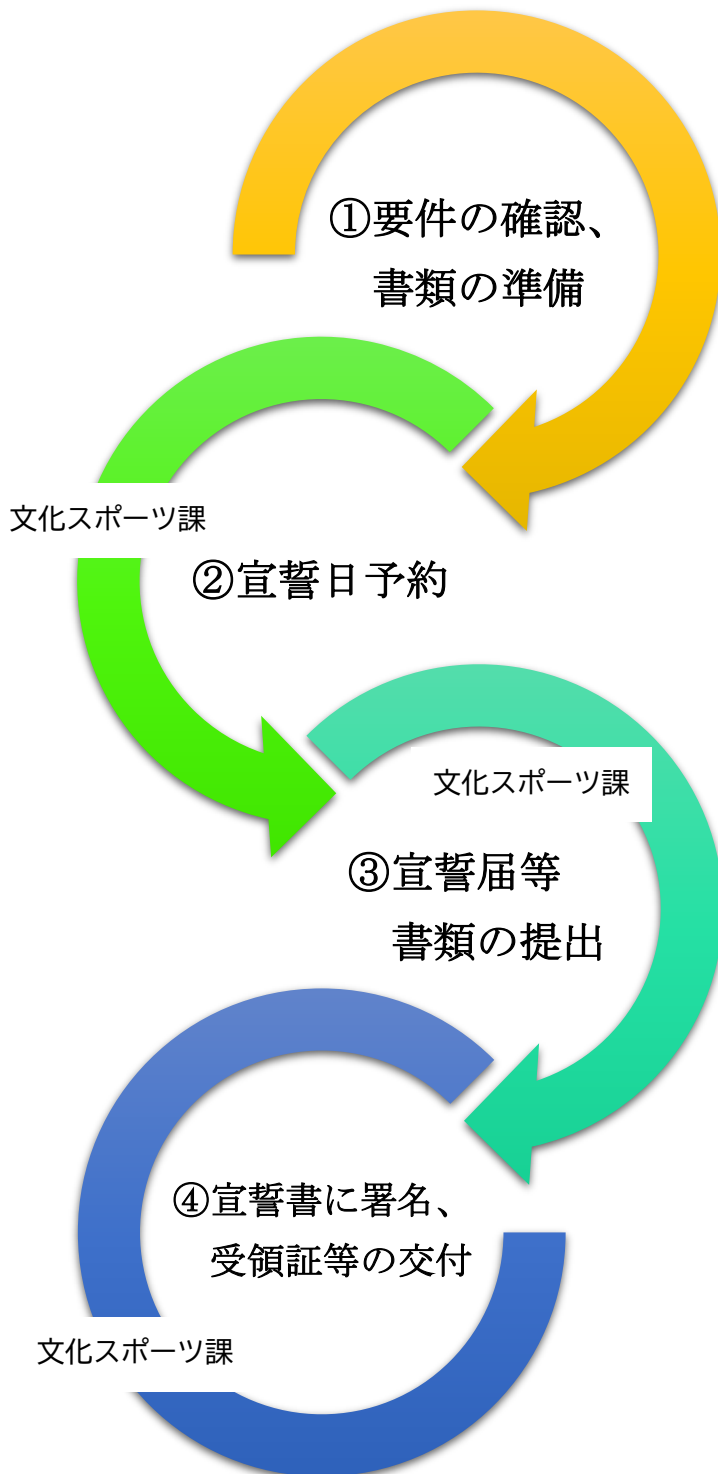 ①要件の確認、
書類の準備
文化スポーツ課
②宣誓日予約
文化スポーツ課
③宣誓届等
書類の提出
④宣誓書に署名、
受領証等の交付
文化スポーツ課